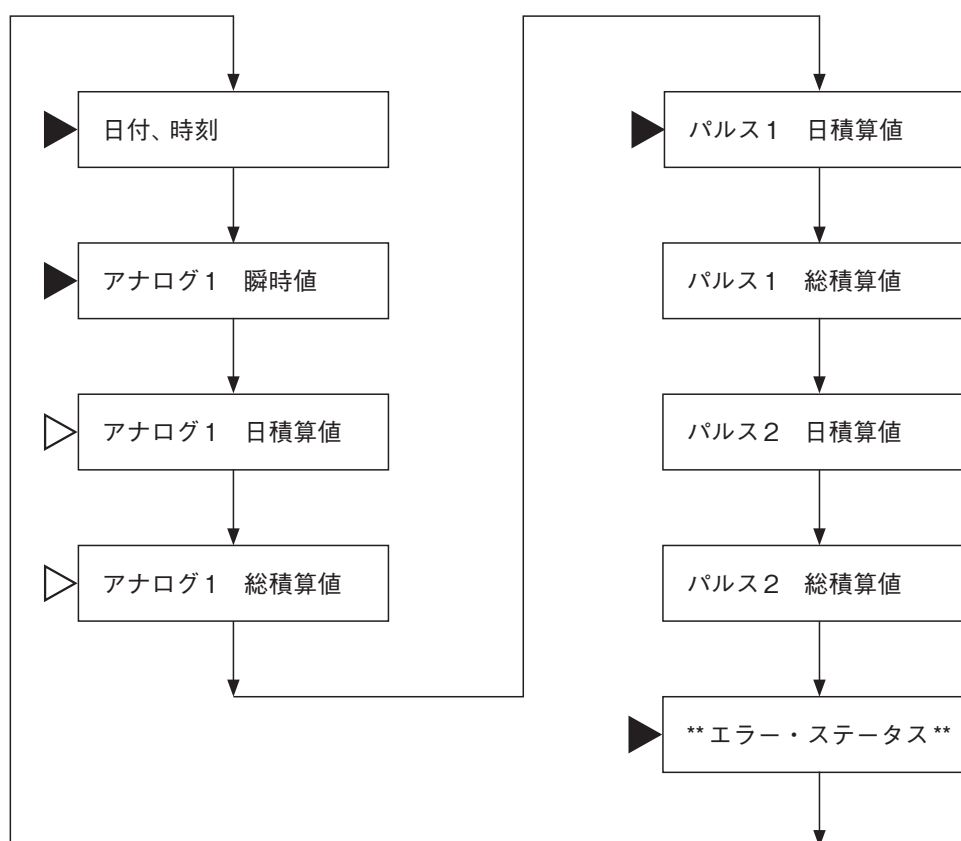 日付、時刻
アナログ1　瞬時値
アナログ1　日積算値
アナログ1　総積算値
パルス1　日積算値
パルス1　総積算値
パルス2　日積算値
パルス2　総積算値
**エラー・ステータス**